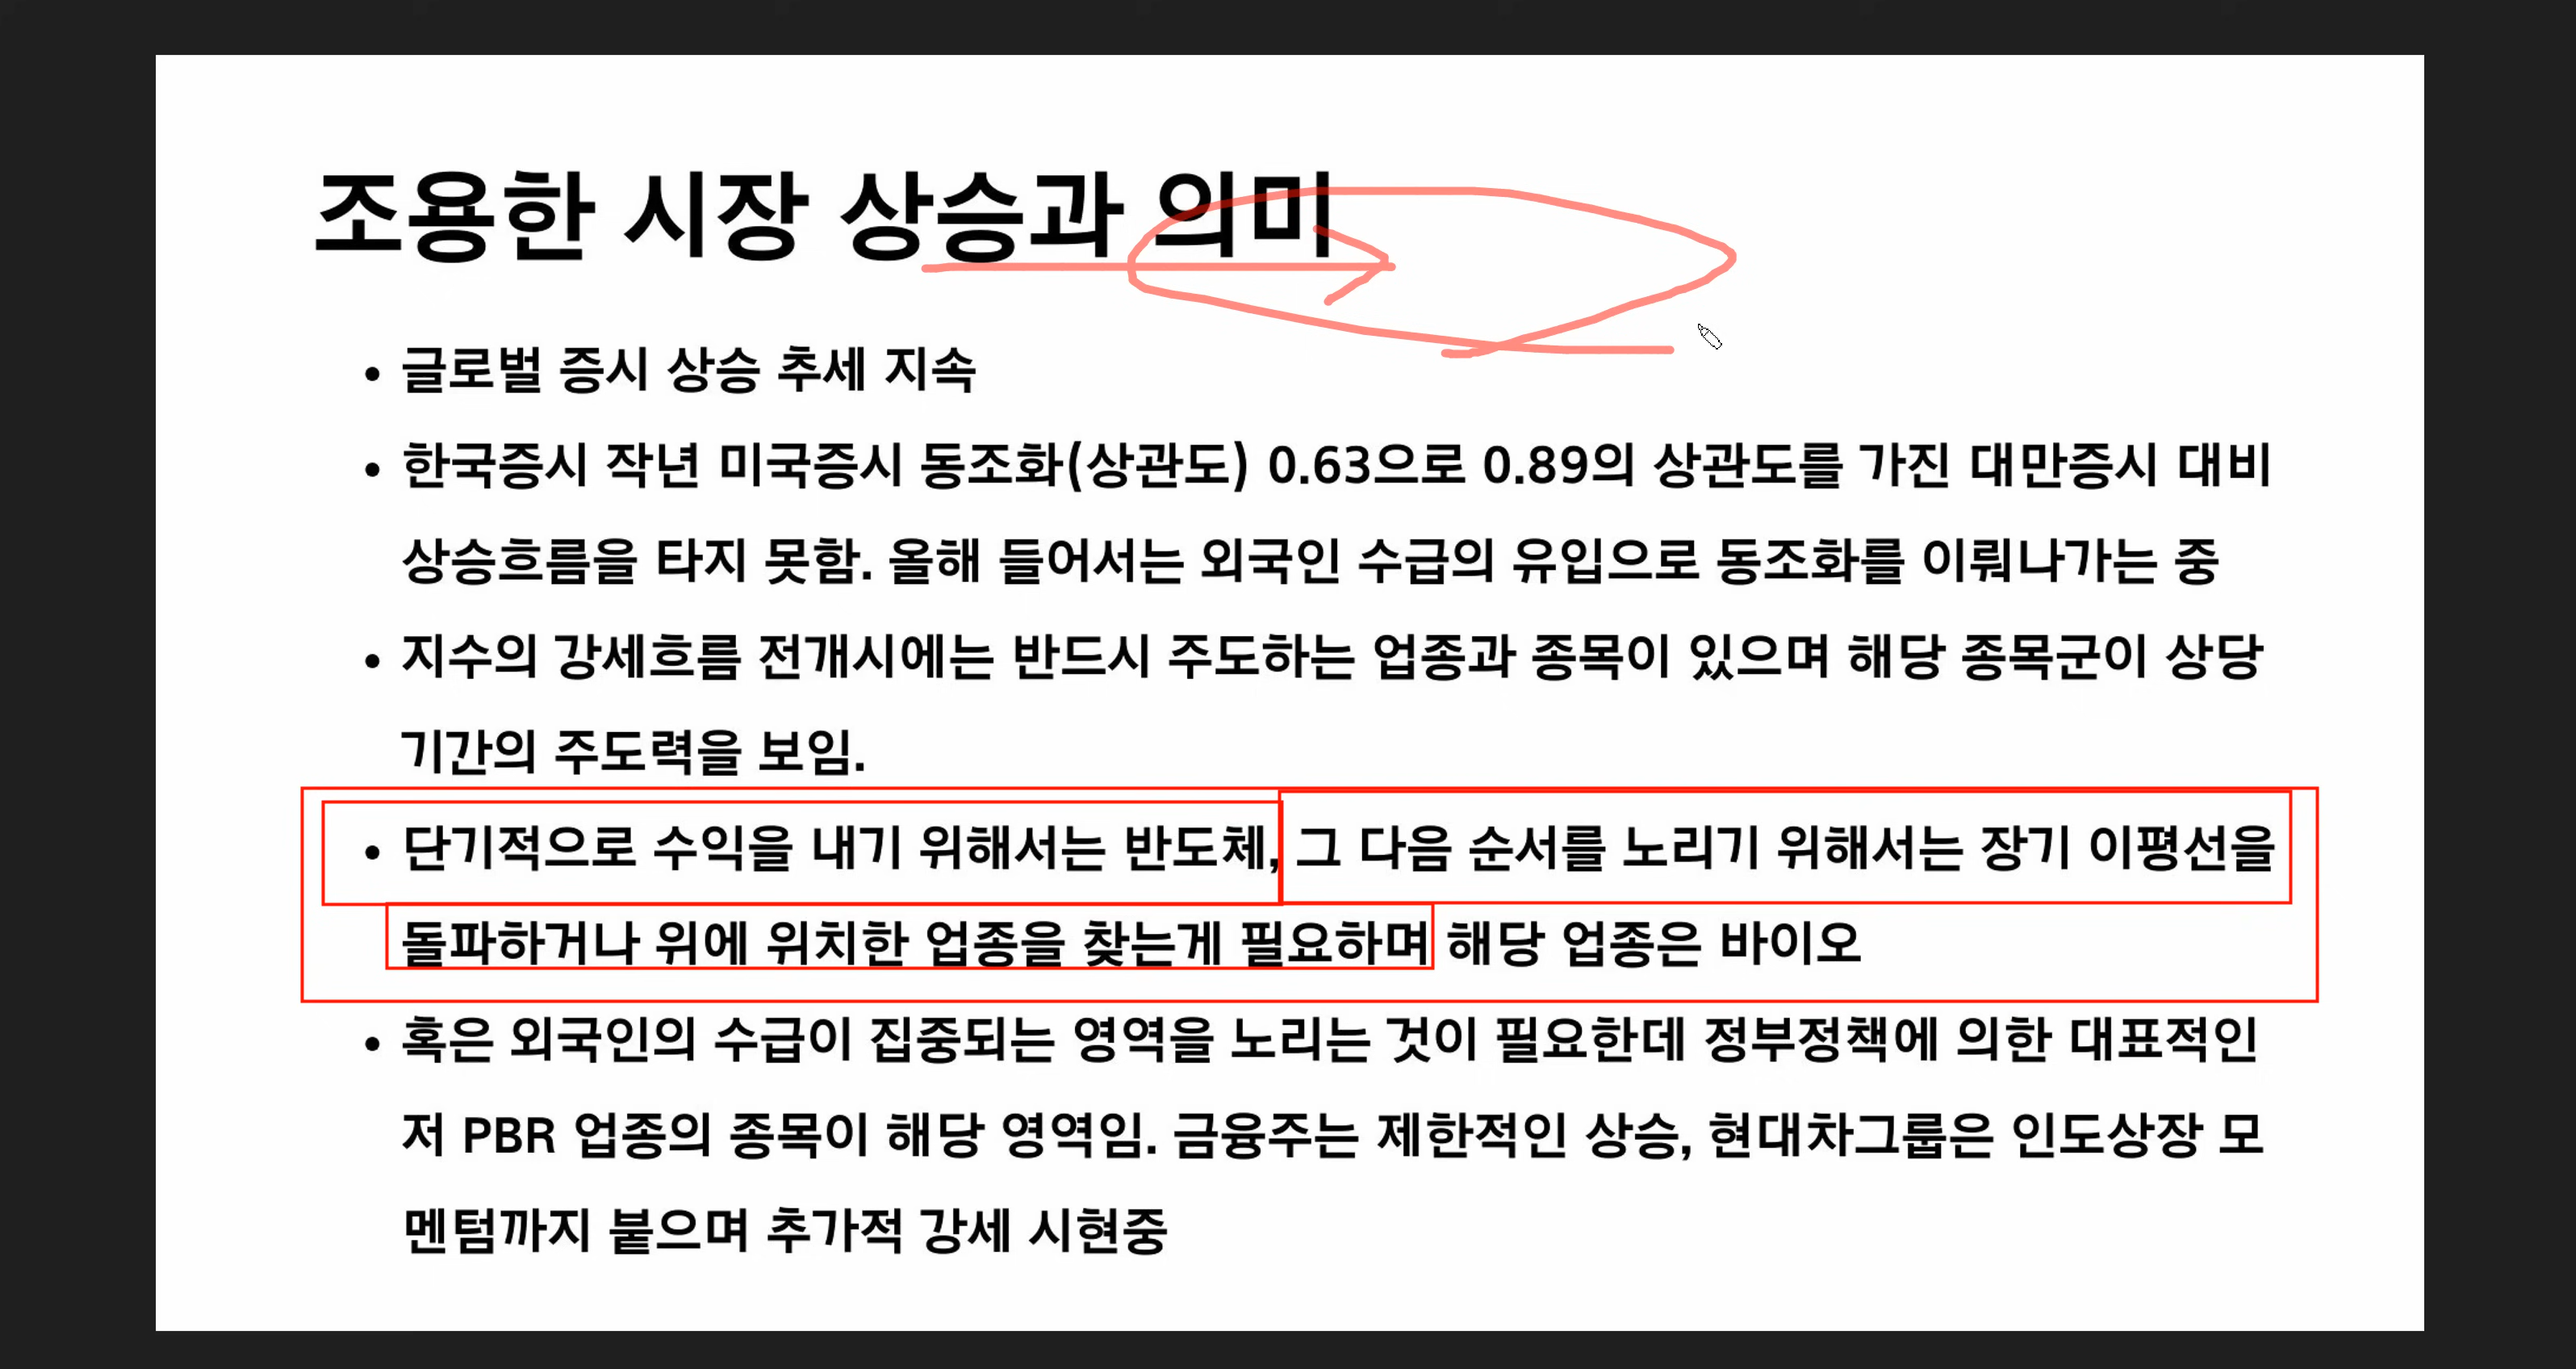 조용한 시장 상승과 의미
• 글로벌 증시 상승 추세 지속
• 한국증시 작년 미국증시 동조화(상관도) 0.63으로 0.89의 상관도를 가진 대만증시 대비
상승흐름을 타지 못함. 올해 들어서는 외국인 수급의 유입으로 동조화를 이뤄나가는 중
• 지수의 강세흐름 전개시에는 반드시 주도하는 업종과 종목이 있으며 해당 종목군이 상당
기간의 주도력을 보임.
• 단기적으로 수익을 내기 위해서는 반도체, 그 다음 순서를 노리기 위해서는 장기 이평선을
돌파하거나 위에 위치한 업종을 찾는게 필요하며 해당 업종은 바이오
• 혹은 외국인의 수급이 집중되는 영역을 노리는 것이 필요한데 정부정책에 의한 대표적인
저 PBR 업종의 종목이 해당 영역임. 금융주는 제한적인 상승, 현대차그룹은 인도상장 모
멘텀까지 붙으며 추가적 강세 시현중